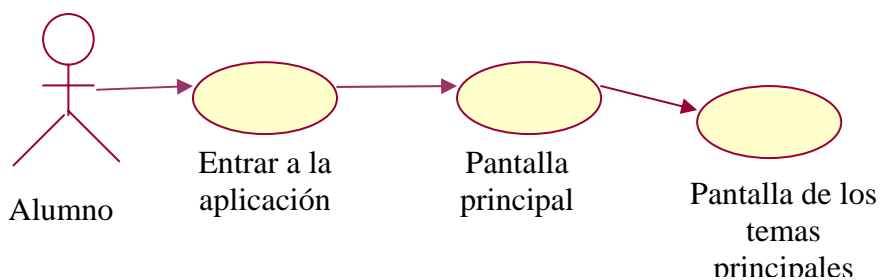 Alumno
Entrar a la
aplicación
Pantalla
principal
Pantalla de los
temas
principales